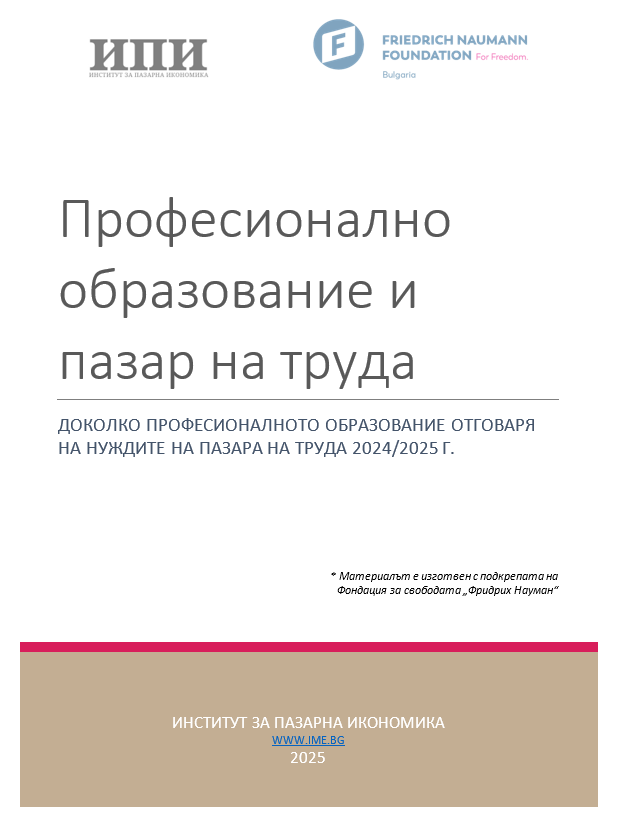 ИПИ
ИНСТИТУТ ЗА ПАЗАРНА ИКОНОМИКА
FRIEDRICH NAUMANN
FOUNDATION For Freedom.
Bulgaria
Професионално
образование и
пазар на труда
ДОКОЛКО ПРОФЕСИОНАЛНОТО ОБРАЗОВАНИЕ ОТГОВАРЯ
НА НУЖДИТЕ НА ПАЗАРА НА ТРУДА 2024/2025 Г.
* Материалът е изготвен с подкрепата на
Фондация за свободата „Фридрих Науман“
ИНСТИТУТ ЗА ПАЗАРНА ИКОНОМИКА
WWW.IME.BG
2025